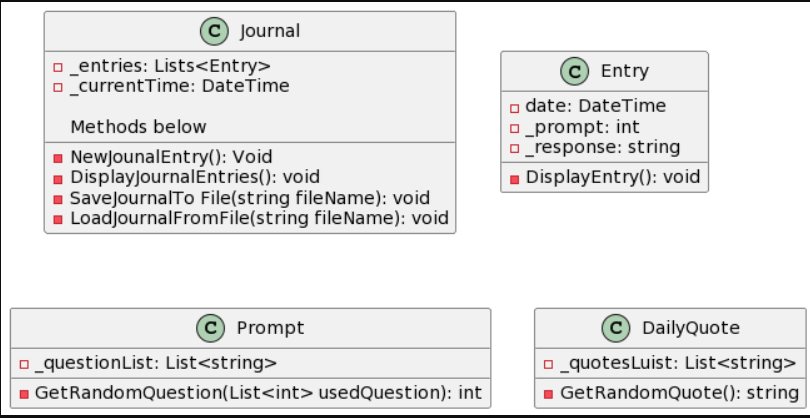 C Journal
_entries: Lists<Entry>
_currentTime: DateTime
Methods below
NewJounalEntry(): Void
DisplayJournalEntries(): void
SaveJournalTo File(string fileName): void
LoadJournalFromFile(string fileName): void
C Entry
date: DateTime
_prompt: int
_response: string
DisplayEntry(): void
C Prompt
_questionList: List<string>
GetRandomQuestion(List<int> usedQuestion): int
C DailyQuote
_quotesLuist: List<string>
GetRandomQuote(): string